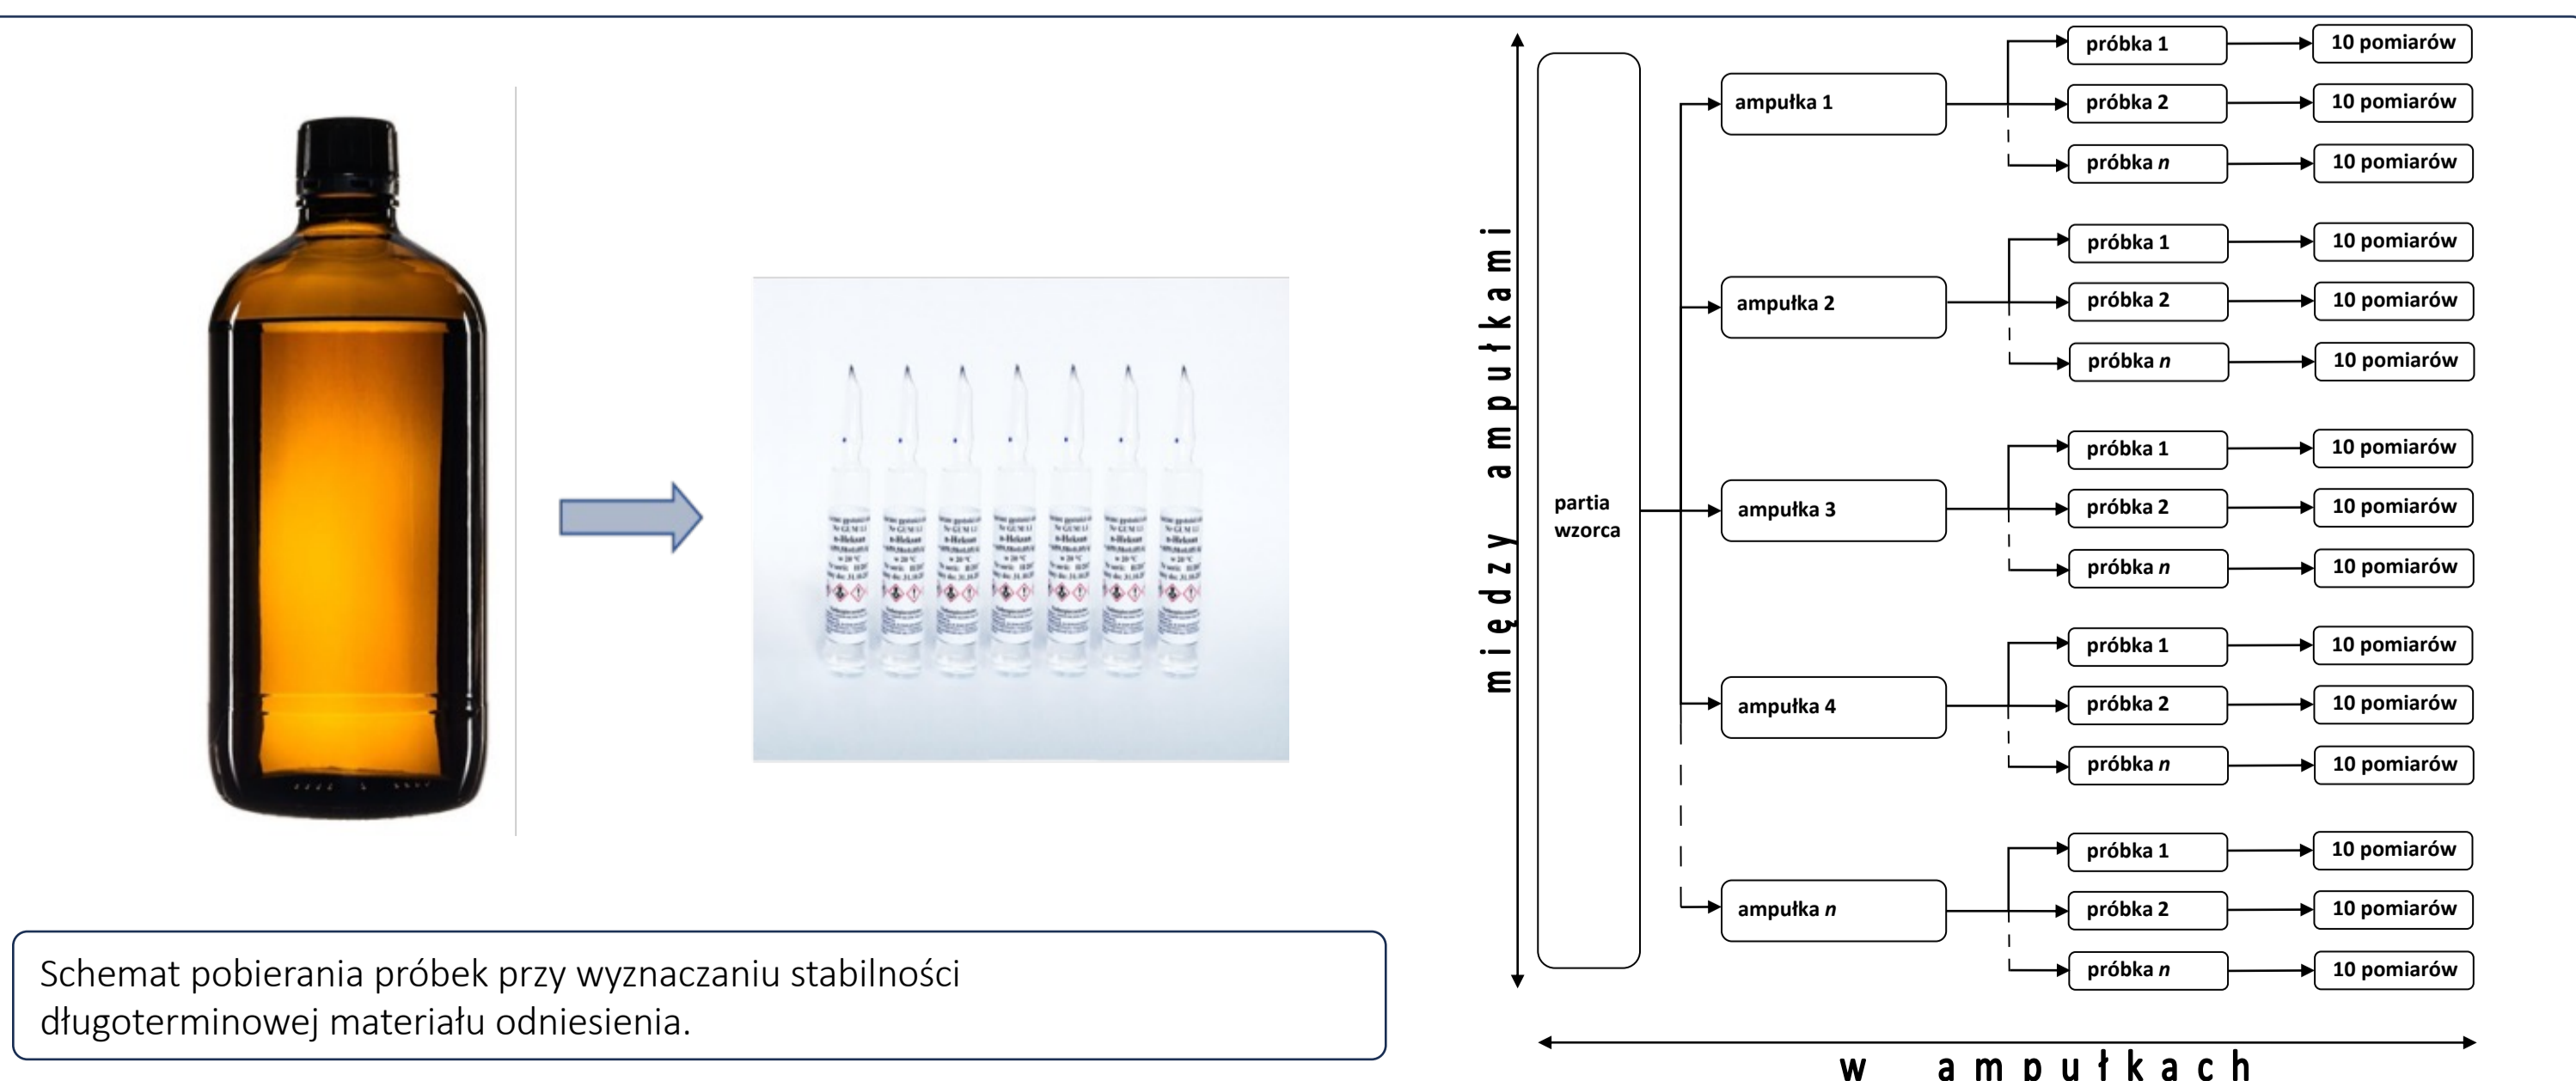 Schemat pobierania próbek przy wyznaczaniu stabilności
długoterminowej materiału odniesienia.
między ampułkami
partia
wzorca
ampułka 1
próbka 1
10 pomiarów
próbka 2
10 pomiarów
próbka n
10 pomiarów
ampułka 2
próbka 1
10 pomiarów
próbka 2
10 pomiarów
próbka n
10 pomiarów
ampułka 3
próbka 1
10 pomiarów
próbka 2
10 pomiarów
próbka n
10 pomiarów
ampułka 4
próbka 1
10 pomiarów
próbka 2
10 pomiarów
próbka n
10 pomiarów
ampułka n
próbka 1
10 pomiarów
próbka 2
10 pomiarów
próbka n
10 pomiarów
w ampułkach